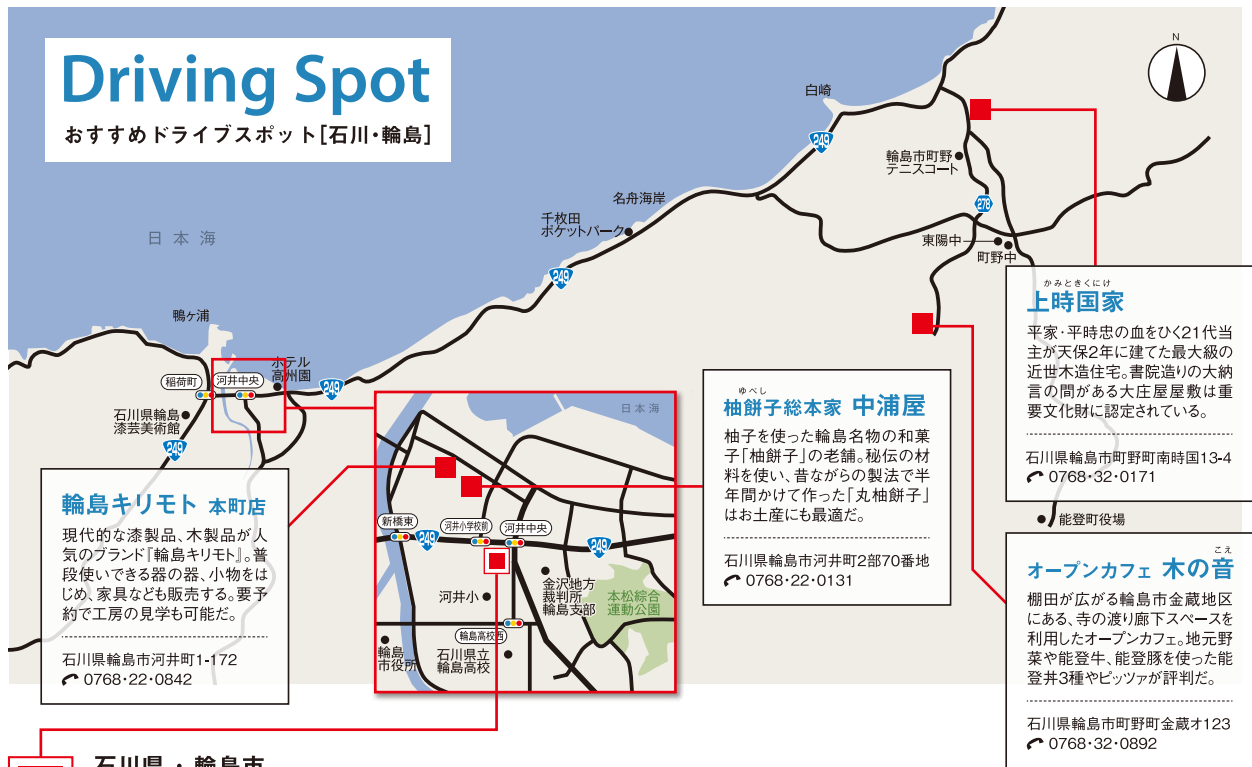 Driving Spot
おすすめドライブスポット[石川・輪島]
N
白崎
249
輪島市町野
テニスコート
278
名舟海岸
千枚田
ポケットパーク
東陽中
町野中
日本海
249
鴨ヶ浦
ホテル
高州園
稲荷町
河井中央
249
石川県輪島
漆芸美術館
249
上時国家
かみときくにけ
平家・平時忠の血をひく21代当
主が天保2年に建てた最大級の
近世木造住宅。書院造りの大納
言の間がある大庄屋屋敷は重
要文化財に認定されている。
石川県輪島市町野町南時国13-4
0768・32・0171
能登町役場
ゆべし
柚餅子総本家 中浦屋
柚子を使った輪島名物の和菓
子「柚餅子」の老舗。秘伝の材
料を使い、昔ながらの製法で半
年間かけて作った「丸柚餅子」
はお土産にも最適だ。
石川県輪島市河井町2部70番地
0768・22・0131
輪島キリモト 本町店
現代的な漆製品、木製品が人
気のブランド『輪島キリモト』。普
段使いできる器の器、小物をは
じめ、家具なども販売する。要予
約で工房の見学も可能だ。
石川県輪島市河井町1-172
0768・22・0842
日本海
新橋東
249
河井小学校前
河井中央
249
河井小
金沢地方
裁判所
輪島支部
本松綜合
運動公園
輪島高校西
輪島
市役所
石川県立
輪島高校
こえ
オープンカフェ 木の音
棚田が広がる輪島市金蔵地区
にある、寺の渡り廊下スペースを
利用したオープンカフェ。地元野
菜や能登牛、能登豚を使った能
登丼3種やピッツァが評判だ。
石川県輪島市町野町金蔵オ123
0768・32・0892
石川県・輪島市